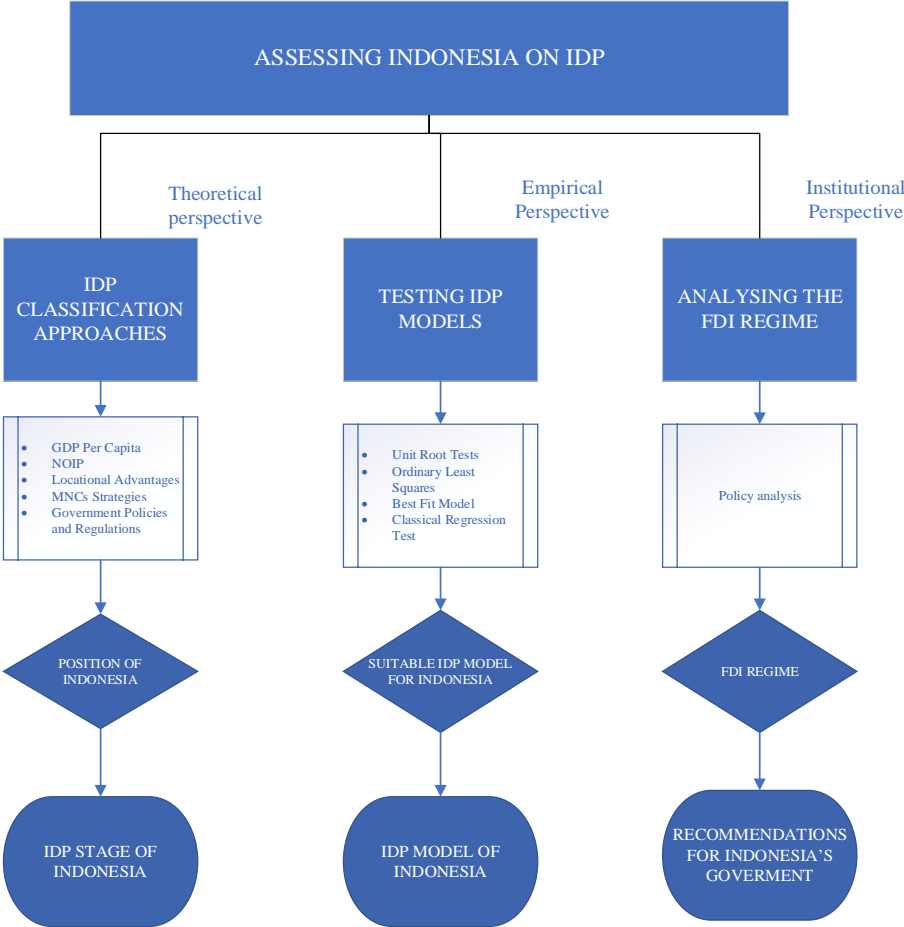 ASSESSING INDONESIA ON IDP
Theoretical
perspective
Empirical
Perspective
Institutional
Perspective
IDP
CLASSIFICATION
APPROACHES
TESTING IDP
MODELS
ANALYSING THE
FDI REGIME
• GDP Per Capita
• NOIP
• Locational Advantages
• MNCs Strategies
• Government Policies
and Regulations
• Unit Root Tests
• Ordinary Least
Squares
• Best Fit Model
• Classical Regression
Test
Policy analysis
POSITION OF
INDONESIA
SUITABLE IDP MODEL
FOR INDONESIA
FDI REGIME
IDP STAGE OF
INDONESIA
IDP MODEL OF
INDONESIA
RECOMMENDATIONS
FOR INDONESIA’S
GOVERMENT